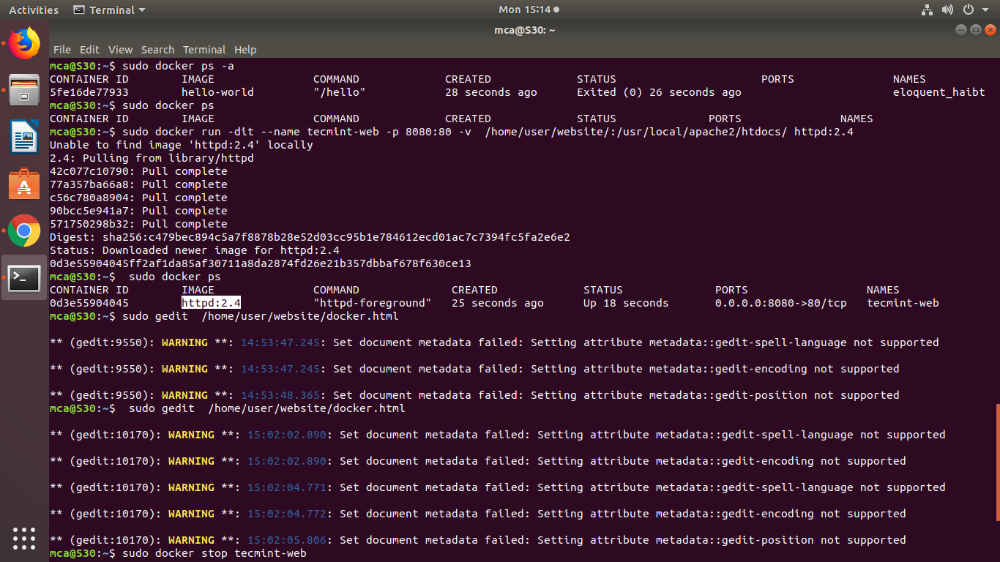 Activities Terminal Mon 15:14
mca@S30: ~
File Edit View Search Terminal Help
mca@S30:~$ sudo docker ps -a
CONTAINER ID IMAGE COMMAND CREATED STATUS PORTS NAMES
5fe16de77933 hello-world "/hello" 28 seconds ago Exited (0) 26 seconds ago eloquent_haibt
mca@S30:~$ sudo docker ps
CONTAINER ID IMAGE COMMAND CREATED STATUS PORTS NAMES
mca@S30:~$ sudo docker run -dit --name tecmint-web -p 8080:80 -v  /home/user/website/:/usr/local/apache2/htdocs/ httpd:2.4
Unable to find image 'httpd:2.4' locally
2.4: Pulling from library/httpd
42c077c10790: Pull complete
77a357ba66a8: Pull complete
c56c780a8904: Pull complete
90bcc5e941a7: Pull complete
571750298b32: Pull complete
Digest: sha256:c479bec894c5a7f8878b28e52d03cc95b1e784612ecd01ac7c7394fc5fa2e6e2
Status: Downloaded newer image for httpd:2.4
0d3e55904045ff2af1da85af30711a8da2874fd26e21b357dbbaf678f630ce13
mca@S30:~$  sudo docker ps
CONTAINER ID IMAGE COMMAND CREATED STATUS PORTS NAMES
0d3e55904045 httpd:2.4 "httpd-foreground" 25 seconds ago Up 18 seconds 0.0.0.0:8080->80/tcp tecmint-web
mca@S30:~$ sudo gedit  /home/user/website/docker.html
** (gedit:9550): WARNING **: 14:53:47.245: Set document metadata failed: Setting attribute metadata::gedit-spell-language not supported
** (gedit:9550): WARNING **: 14:53:47.245: Set document metadata failed: Setting attribute metadata::gedit-encoding not supported
** (gedit:9550): WARNING **: 14:53:48.365: Set document metadata failed: Setting attribute metadata::gedit-position not supported
mca@S30:~$  sudo gedit  /home/user/website/docker.html
** (gedit:10170): WARNING **: 15:02:02.890: Set document metadata failed: Setting attribute metadata::gedit-spell-language not supported
** (gedit:10170): WARNING **: 15:02:02.890: Set document metadata failed: Setting attribute metadata::gedit-encoding not supported
** (gedit:10170): WARNING **: 15:02:04.771: Set document metadata failed: Setting attribute metadata::gedit-spell-language not supported
** (gedit:10170): WARNING **: 15:02:04.772: Set document metadata failed: Setting attribute metadata::gedit-encoding not supported
** (gedit:10170): WARNING **: 15:02:05.806: Set document metadata failed: Setting attribute metadata::gedit-position not supported
mca@S30:~$ sudo docker stop tecmint-web